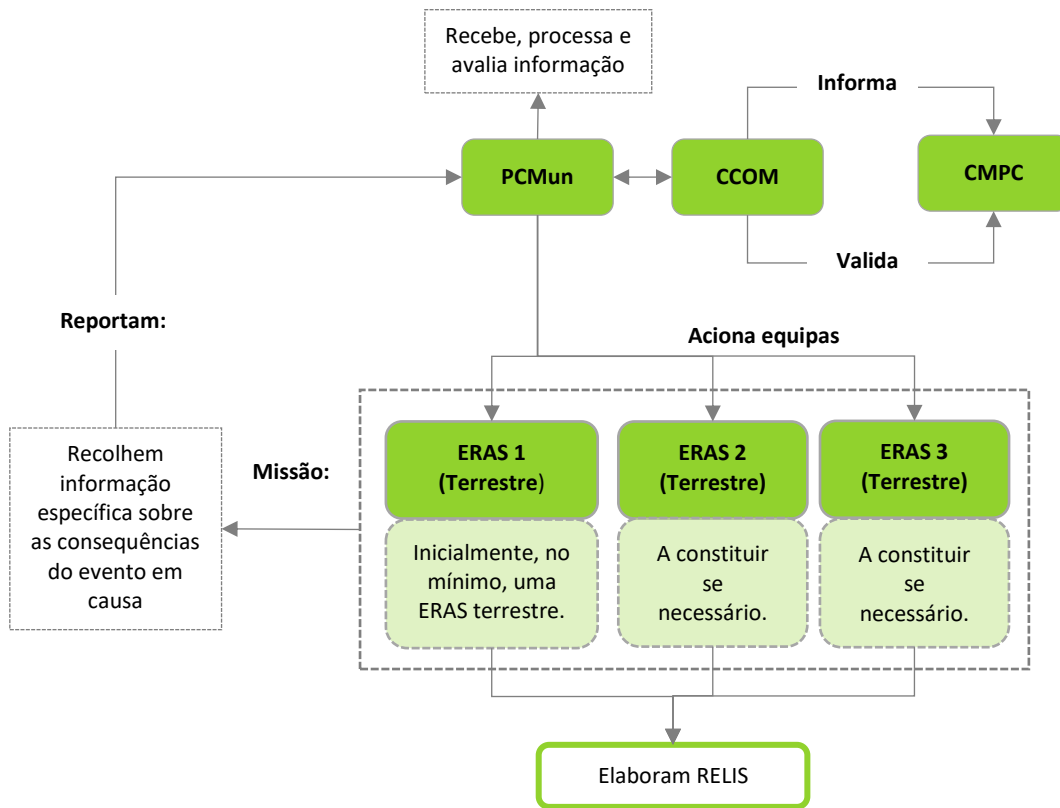 Recebe, processa e
avalia informação
Informa
PCMun
CCOM
CMPC
Valida
Reportam:
Aciona equipas
Recolhem
informação
específica sobre
as consequências
do evento em
causa
Missão:
ERAS 1
(Terrestre)
Inicialmente, no
mínimo, uma
ERAS terrestre.
ERAS 2
(Terrestre)
A constituir
se
necessário.
ERAS 3
(Terrestre)
A constituir
se
necessário.
Elaboram RELIS